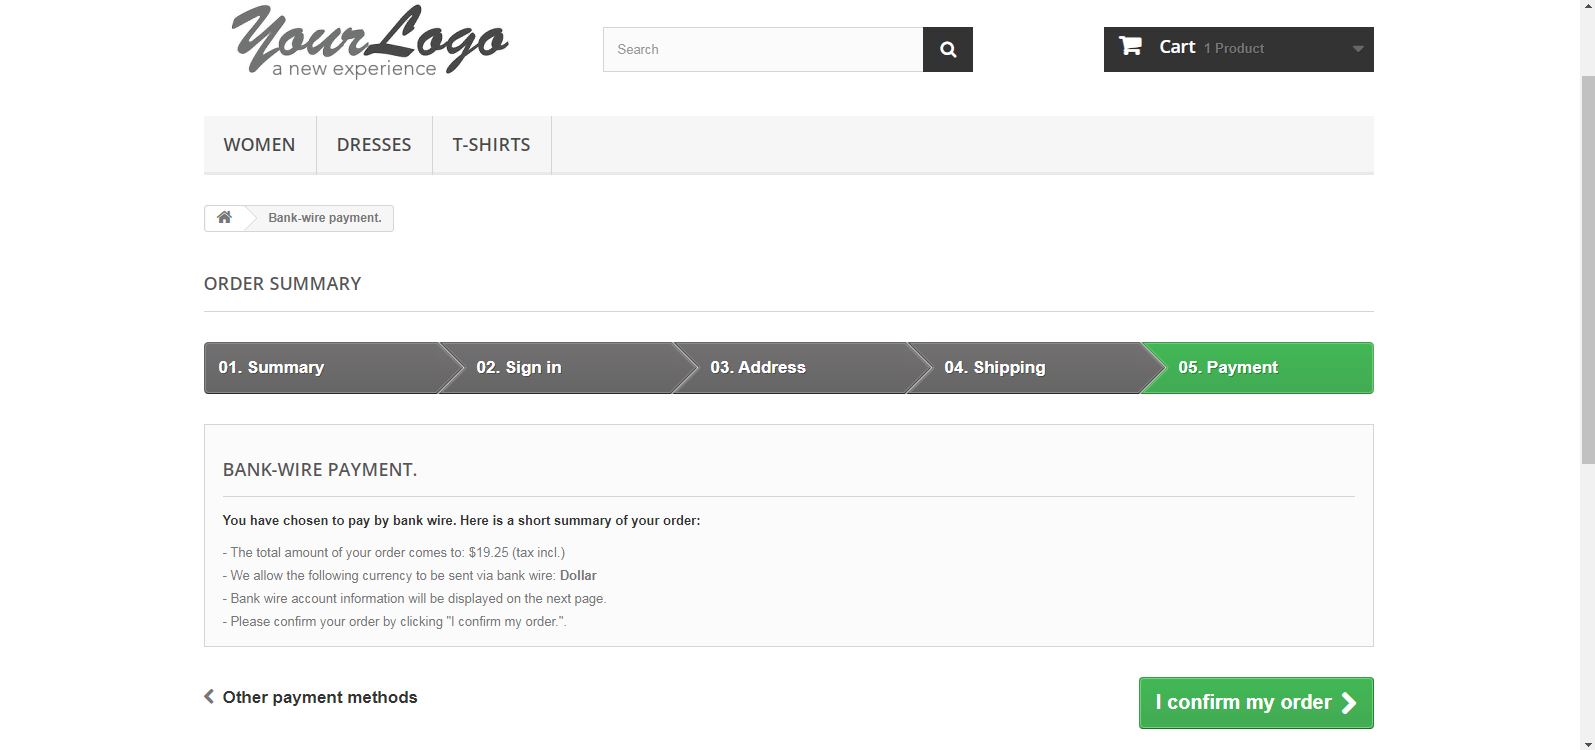 YourLogo
a new experience
Search
Cart 1 Product
WOMEN
DRESSES
T-SHIRTS
Bank-wire payment.
ORDER SUMMARY
01. Summary
02. Sign in
03. Address
04. Shipping
05. Payment
BANK-WIRE PAYMENT.
You have chosen to pay by bank wire. Here is a short summary of your order:
- The total amount of your order comes to: $19.25 (tax incl.)
- We allow the following currency to be sent via bank wire: Dollar
- Bank wire account information will be displayed on the next page.
- Please confirm your order by clicking "I confirm my order.".
Other payment methods
I confirm my order